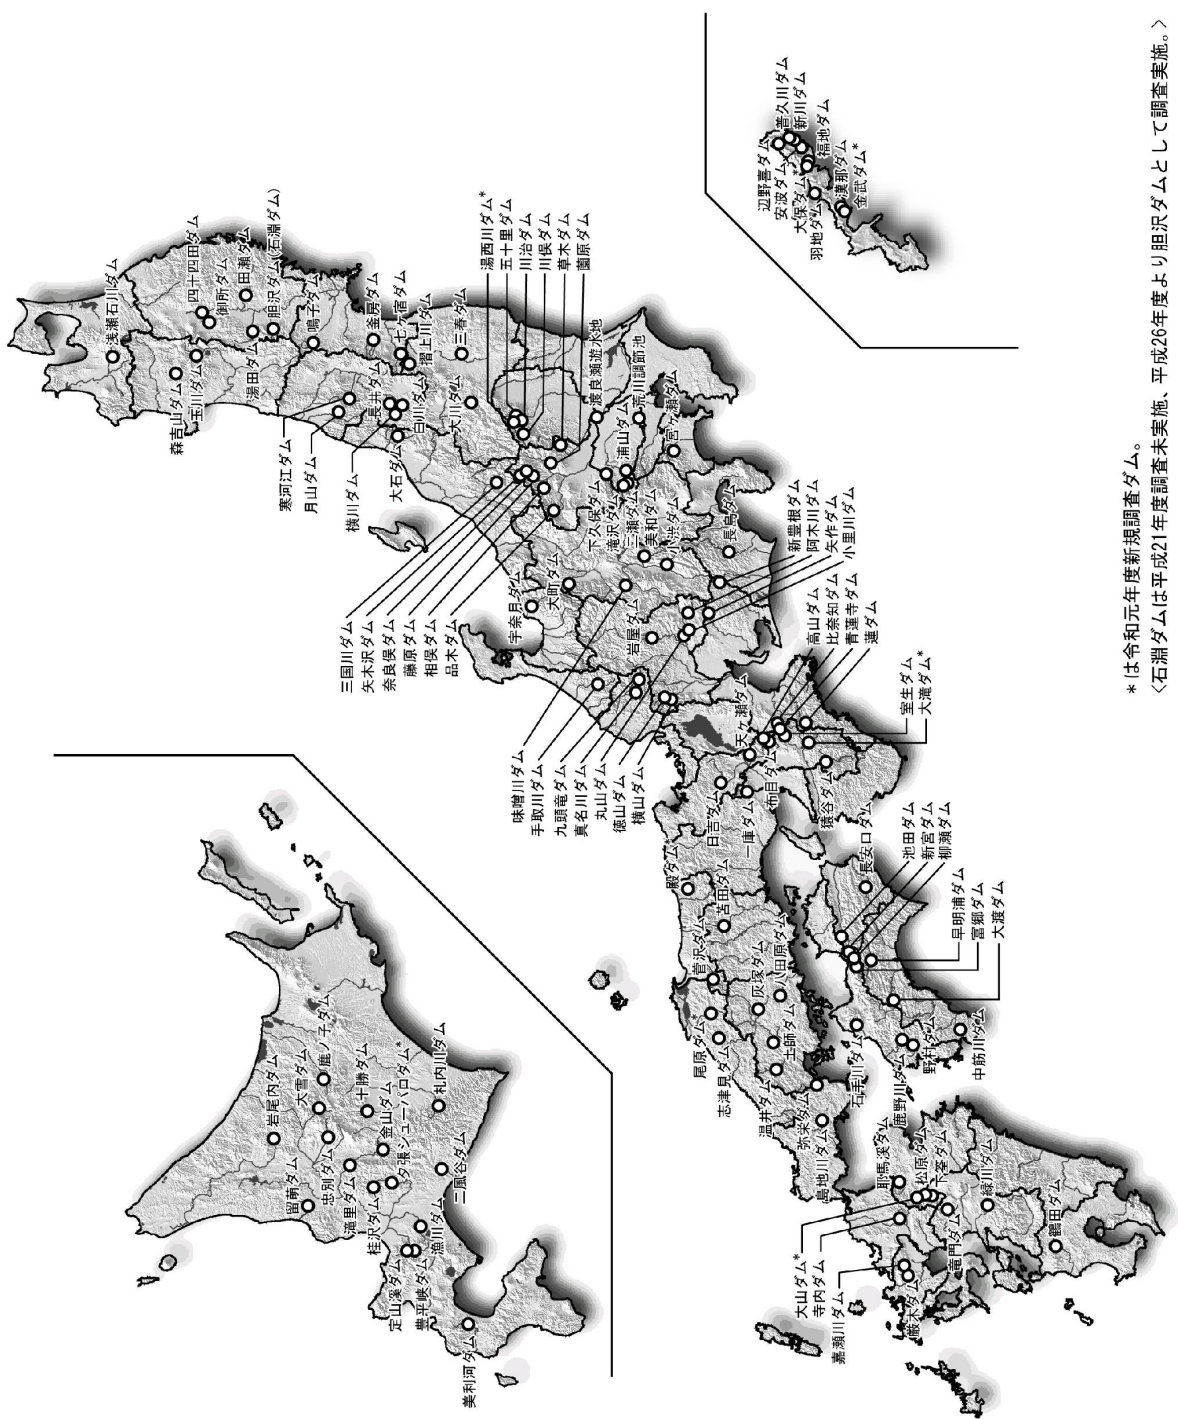 岩尾内ダム
大雪ダム
鹿ノ子ダム
留萌ダム
忠別ダム
十勝ダム
滝里ダム
金山ダム
桂沢ダム
夕張シューパロダム*
札内川ダム
定山渓ダム
豊平峡ダム
漁川ダム
二風谷ダム
美利河ダム
浅瀬石川ダム
四十四田ダム
御所ダム
田瀬ダム
胆沢ダム(石淵ダム)
森吉山ダム
玉川ダム
湯田ダム
鳴子ダム
釜房ダム
七ケ宿ダム
摺上川ダム
三春ダム
寒河江ダム
月山ダム
長井ダム
横川ダム
白川ダム
大石ダム
大川ダム
湯西川ダム*
五十里ダム
川治ダム
川俣ダム
草木ダム
薗原ダム
渡良瀬遊水地
荒川調節池
三国川ダム
矢木沢ダム
奈良俣ダム
藤原ダム
相俣ダム
品木ダム
宇奈月ダム
大町ダム
下久保ダム
滝沢ダム
二瀬ダム
浦山ダム
宮ケ瀬ダム
美和ダム
小渋ダム
長島ダム
岩屋ダム
新豊根ダム
阿木川ダム
矢作ダム
小里川ダム
味噌川ダム
手取川ダム
九頭竜ダム
真名川ダム
丸山ダム
徳山ダム
横山ダム
高山ダム
比奈知ダム
青蓮寺ダム
蓮ダム
室生ダム
大滝ダム*
天ケ瀬ダム
日吉ダム
布目ダム
一庫ダム
猿谷ダム
殿ダム*
苫田ダム
菅沢ダム
灰塚ダム
八田原ダム
尾原ダム*
志津見ダム
土師ダム
温井ダム
弥栄ダム
島地川ダム
長安口ダム
池田ダム
新宮ダム
柳瀬ダム
早明浦ダム
富郷ダム
大渡ダム
石手川ダム
鹿野川ダム
野村ダム
中筋川ダム
耶馬溪ダム
松原ダム
下筌ダム
大山ダム*
寺内ダム
嘉瀬川ダム
厳木ダム
竜門ダム
緑川ダム
鶴田ダム
辺野喜ダム
普久川ダム
安波ダム
新川ダム
大保ダム*
福地ダム
羽地ダム
漢那ダム
金武ダム*
*は令和元年度新規調査ダム。
〈石淵ダムは平成21年度調査未実施、平成26年度より胆沢ダムとして調査実施。〉